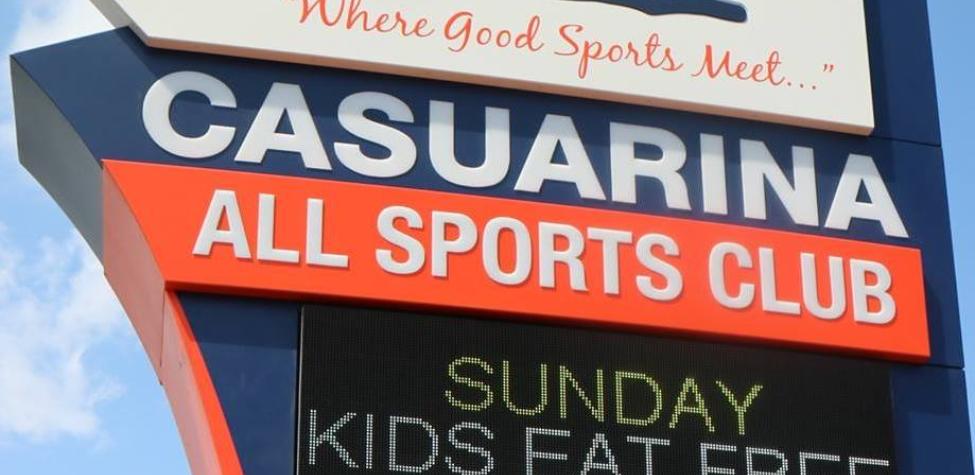 "Where Good Sports Meet..."
CASUARINA
ALL SPORTS CLUB
SUNDAY
KIDS EAT FREE